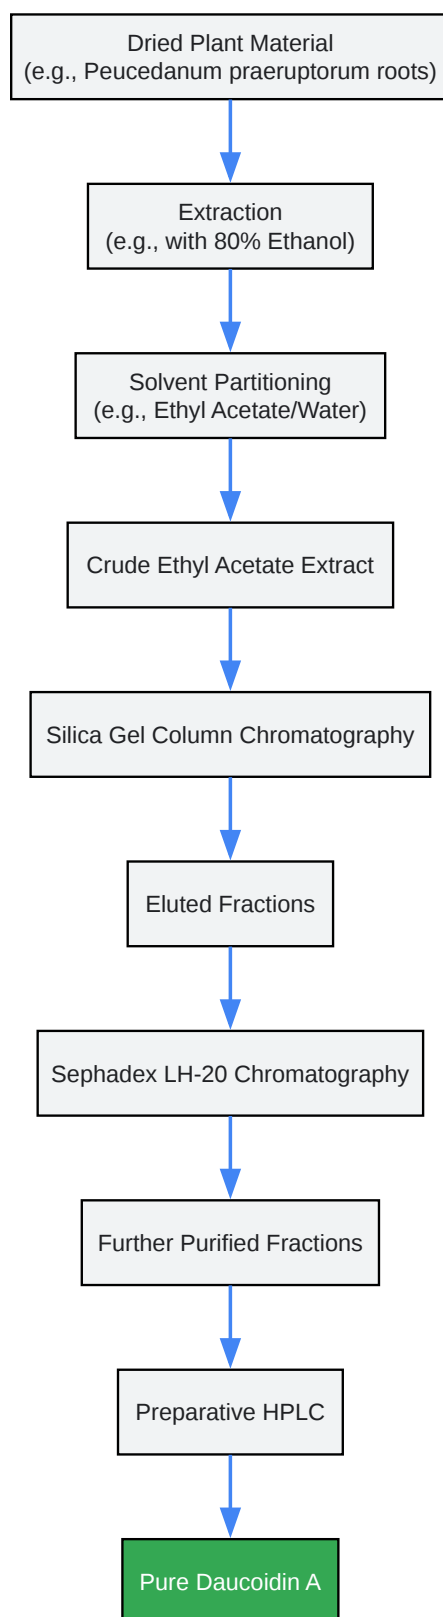 Dried Plant Material
(e.g., Peucedanum praeruptorum roots)
Extraction
(e.g., with 80% Ethanol)
Solvent Partitioning
(e.g., Ethyl Acetate/Water)
Crude Ethyl Acetate Extract
Silica Gel Column Chromatography
Eluted Fractions
Sephadex LH-20 Chromatography
Further Purified Fractions
Preparative HPLC
Pure Daucoidin A